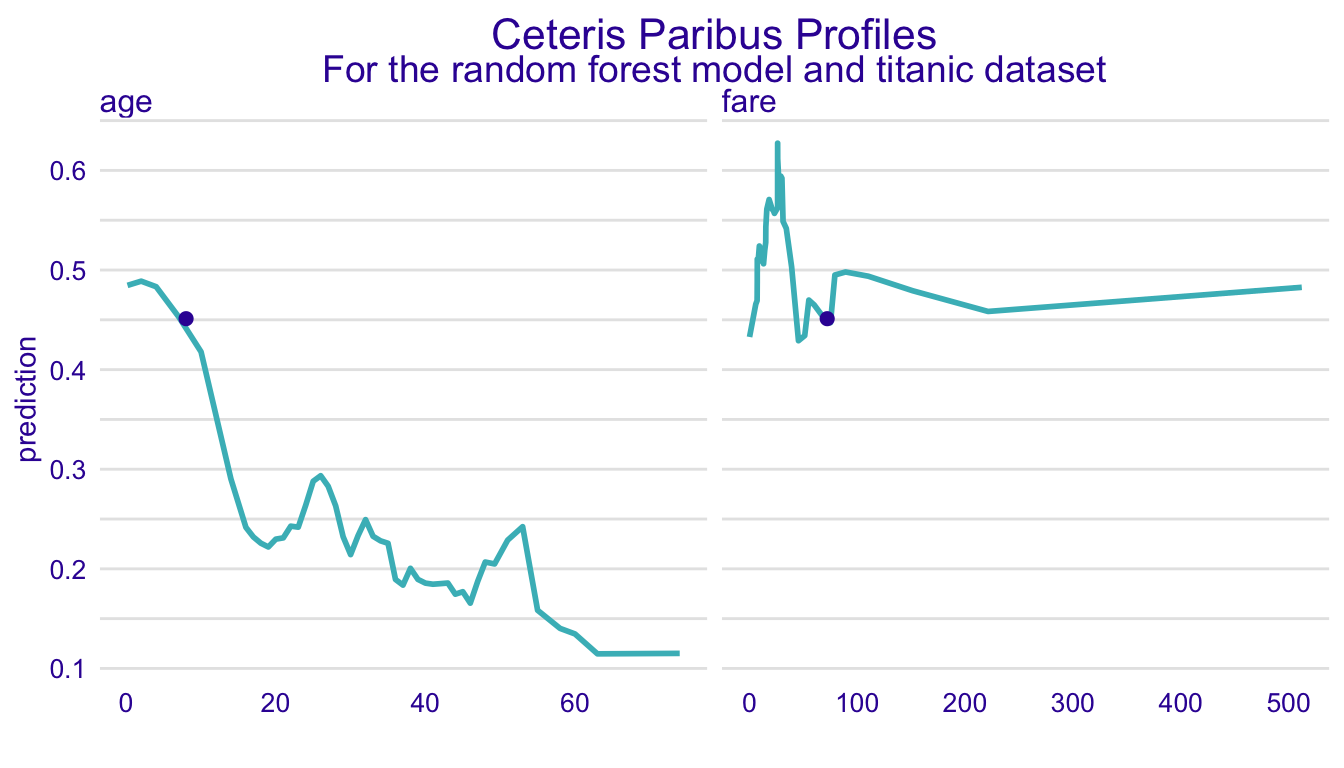 Ceteris Paribus Profiles
For the random forest model and titanic dataset
age
fare
prediction
0.6
0.5
0.4
0.3
0.2
0.1
0 20 40 60
0 100 200 300 400 500